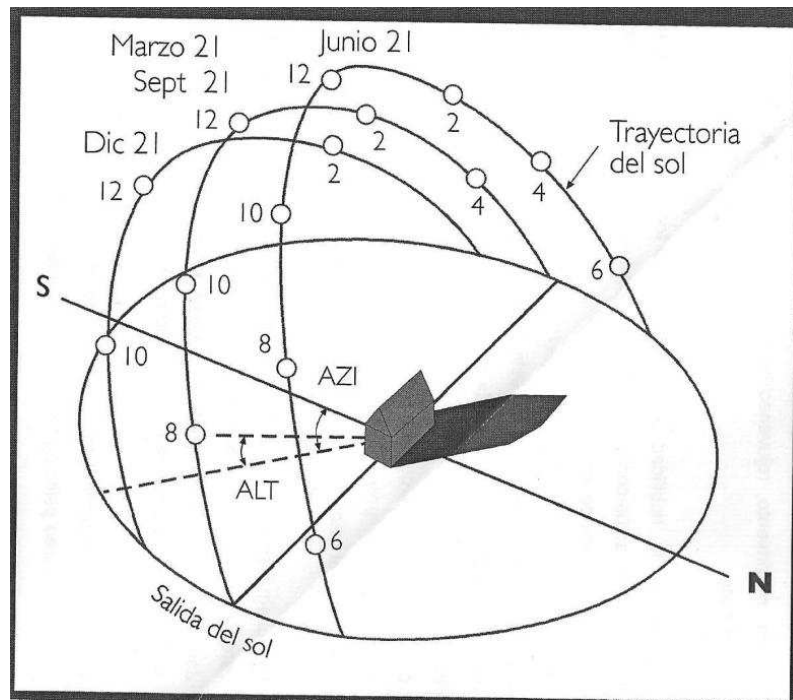 Marzo 21
Sept 21
Junio 21
Dic 21
12
12
12
2
2
2
Trayectoria
del sol
4
4
10
6
S
10
10
8
AZI
8
ALT
6
N
Salida del sol